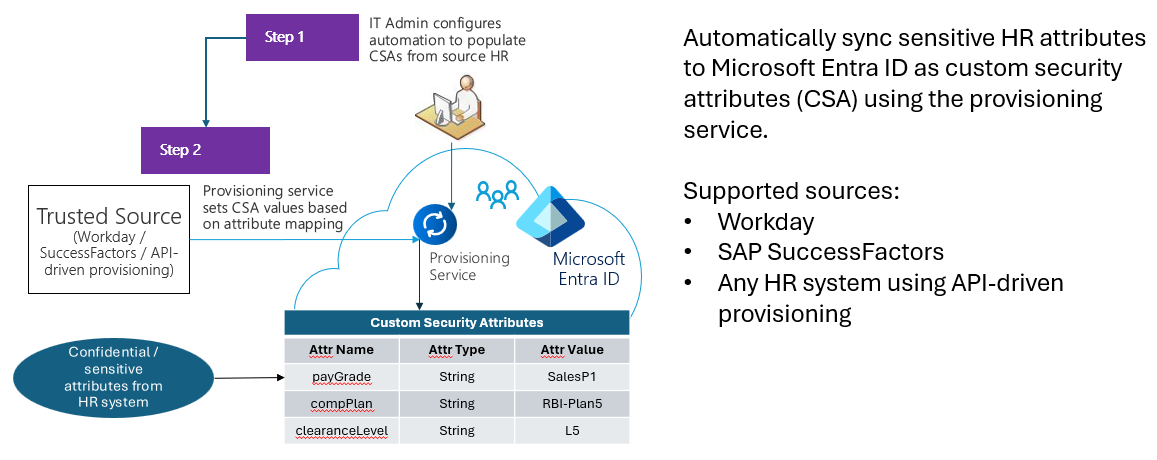 Step 1
IT Admin configures
automation to populate
CSAs from source HR
Step 2
Trusted Source
(Workday /
SuccessFactors / API-
driven provisioning)
Provisioning service
sets CSA values based
on attribute mapping
Provisioning
Service
Microsoft
Entra ID
Custom Security Attributes
Attr Name Attr Type Attr Value
payGrade String SalesP1
compPlan String RBI-Plan5
clearanceLevel String L5
Confidential /
sensitive
attributes from
HR system
Automatically sync sensitive HR attributes
to Microsoft Entra ID as custom security
attributes (CSA) using the provisioning
service.
Supported sources:
• Workday
• SAP SuccessFactors
• Any HR system using API-driven
provisioning